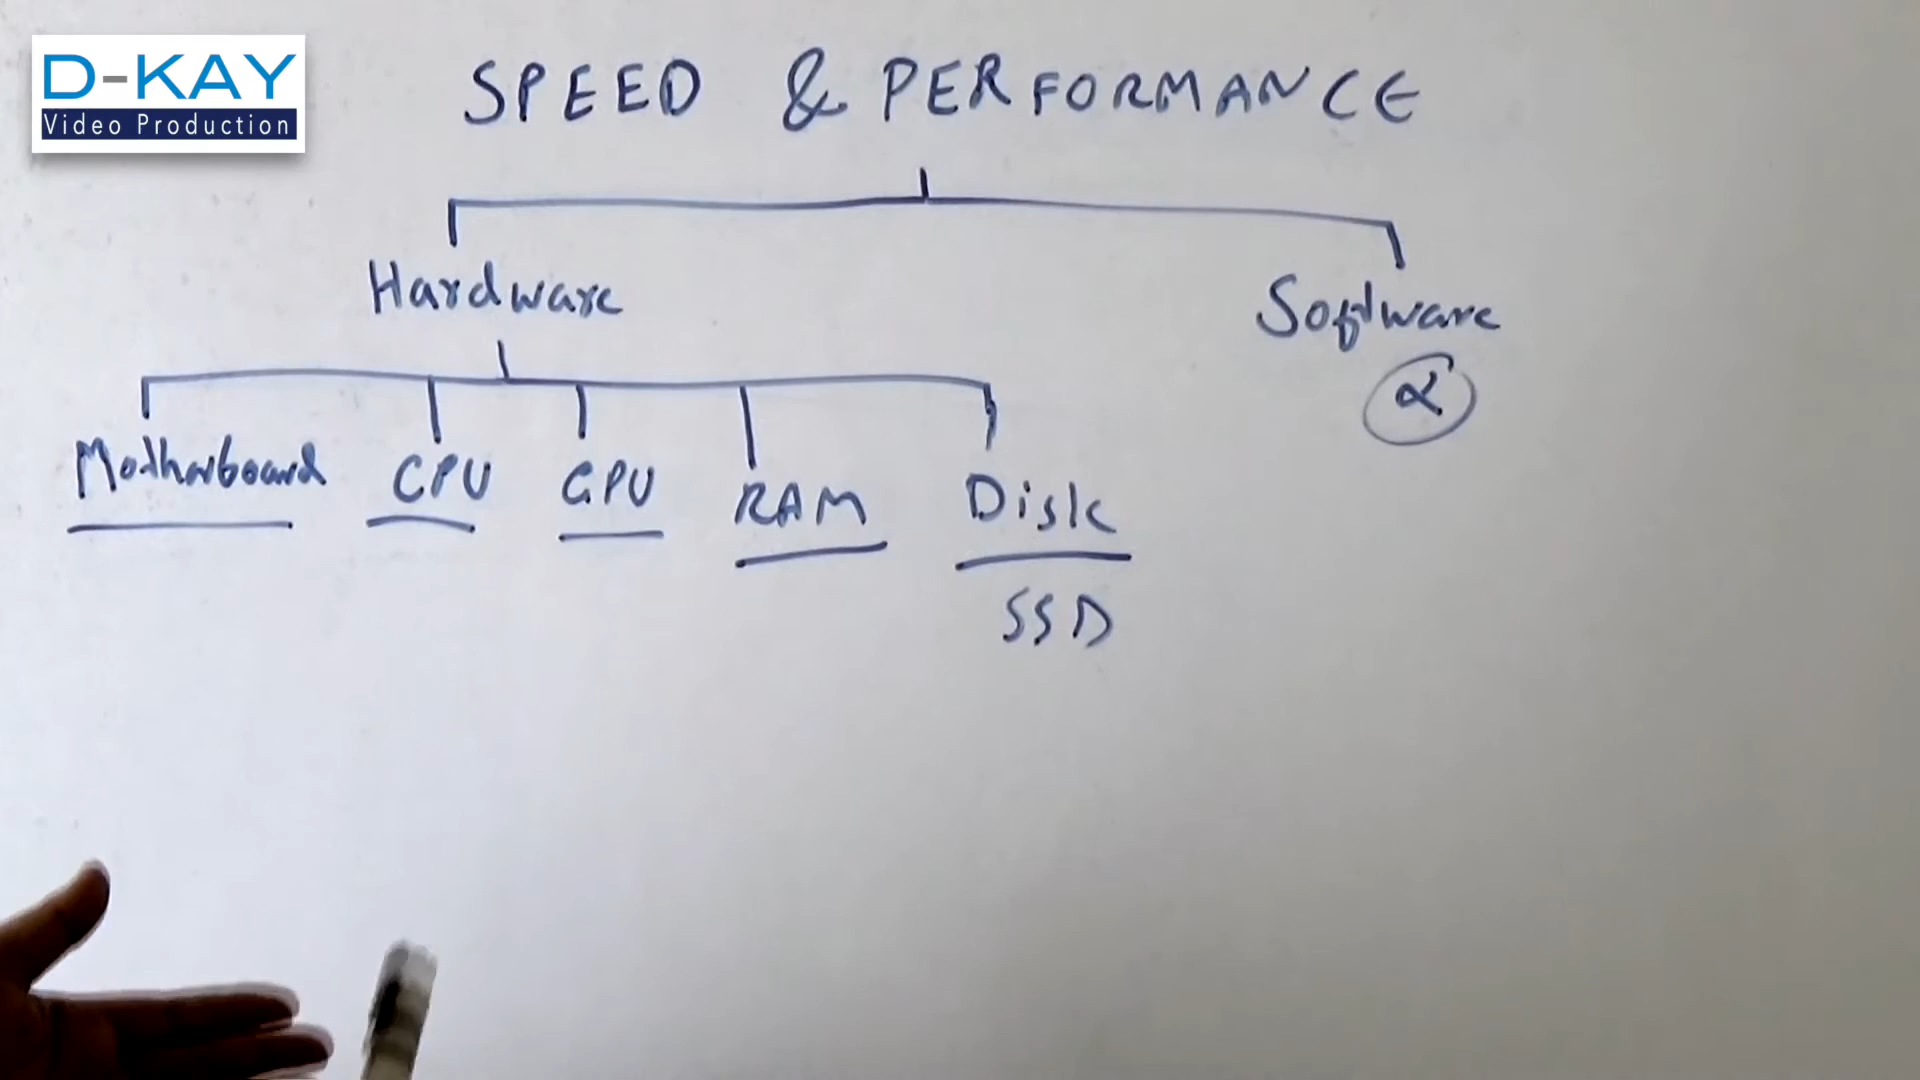 D-KAY
Video Production
SPEED & PERFORMANCE
Hardware
Software
α
Motherboard CPU GPU RAM Disk
SSD